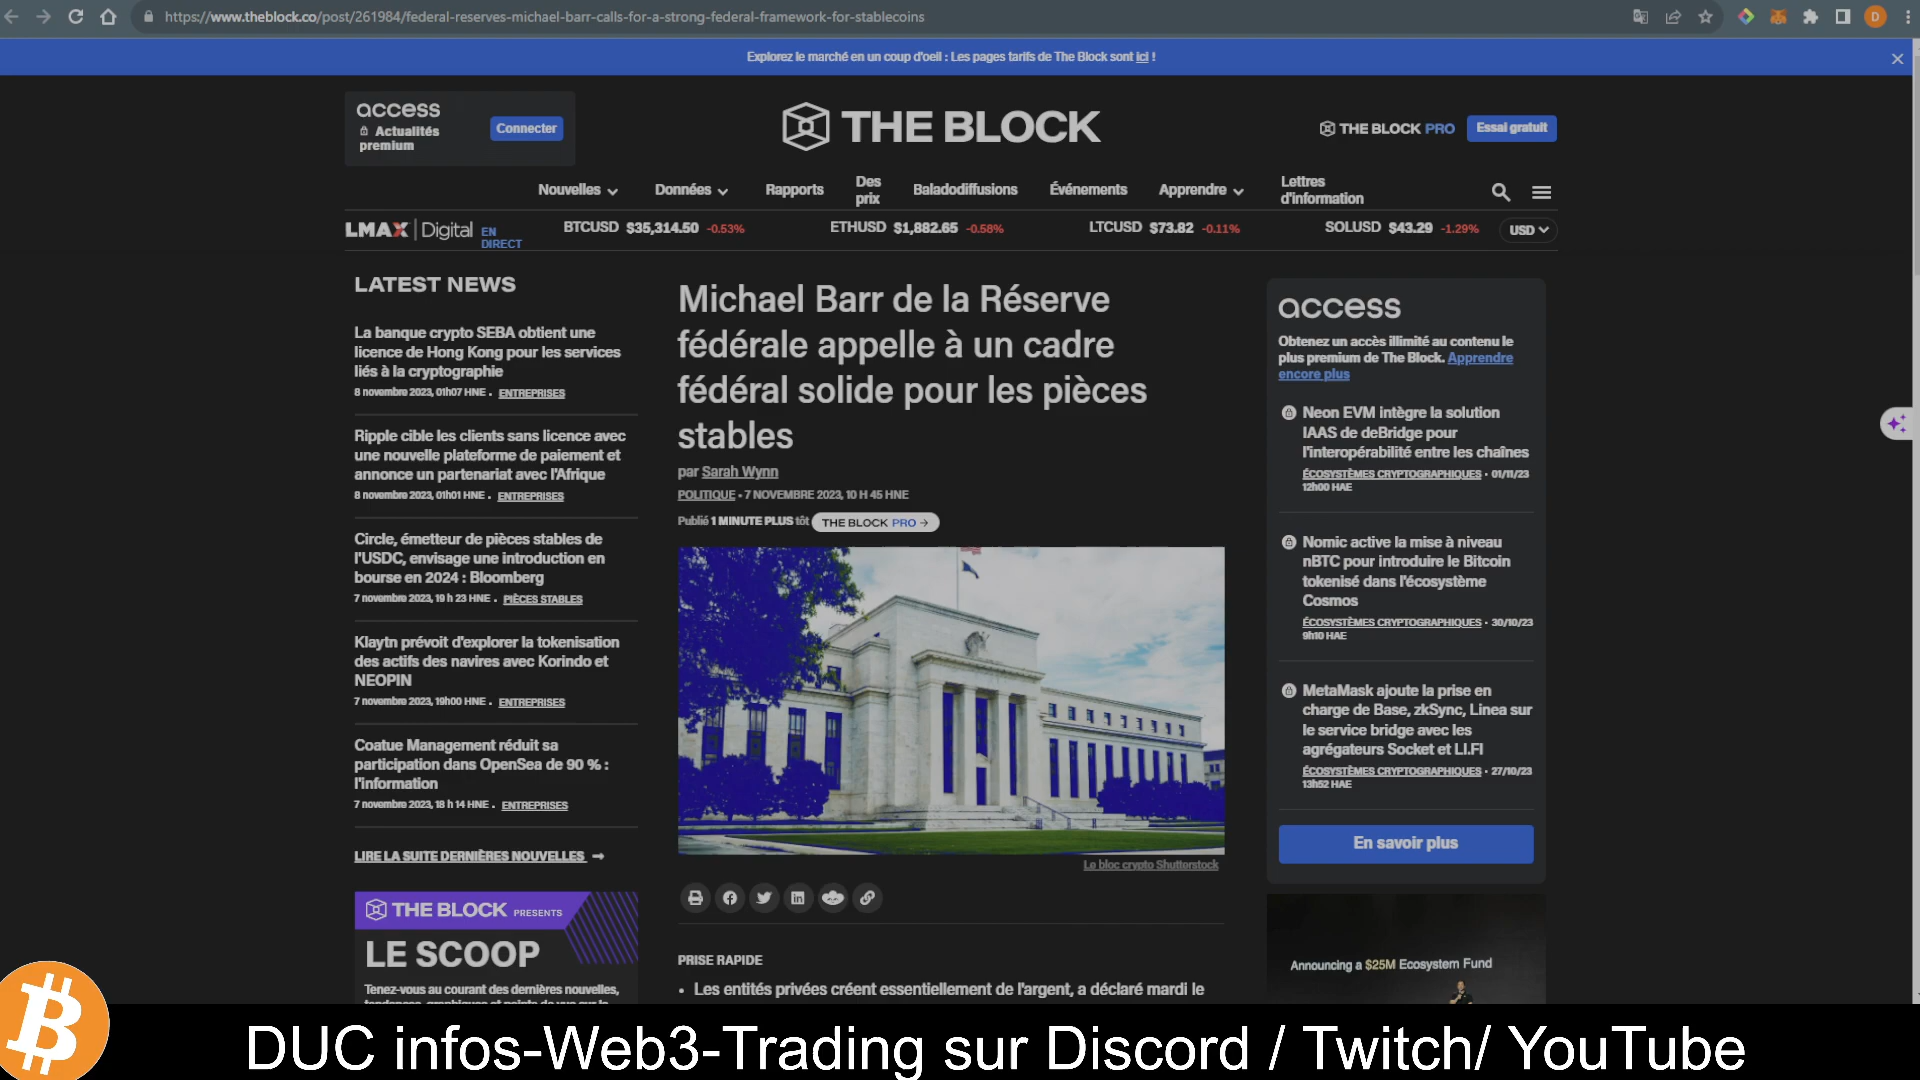 https://www.theblock.co/post/261984/federal-reserves-michael-barr-calls-for-a-strong-federal-framework-for-stablecoins
D
Explorez le marché en un coup d'oeil : Les pages tarifs de The Block sont ici !
access
Actualités
premium
Connecter
THE BLOCK
THE BLOCK PRO
Essai gratuit
Nouvelles
Données
Rapports
Des
prix
Baladodiffusions
Événements
Apprendre
Lettres
d'information
LMAX Digital
EN
DIRECT
BTCUSD $35,314.50 -0.53%
ETHUSD $1,882.65 -0.58%
LTCUSD $73.82 -0.11%
SOLUSD $43.29 -1.29%
USD
LATEST NEWS
La banque crypto SEBA obtient une
licence de Hong Kong pour les services
liés à la cryptographie
8 novembre 2023, 01h07 HNE . ENTREPRISES
Ripple cible les clients sans licence avec
une nouvelle plateforme de paiement et
annonce un partenariat avec l'Afrique
8 novembre 2023, 01h01 HNE . ENTREPRISES
Circle, émetteur de pièces stables de
l'USDC, envisage une introduction en
bourse en 2024 : Bloomberg
7 novembre 2023, 19 h 23 HNE . PIÈCES STABLES
Klaytn prévoit d'explorer la tokenisation
des actifs des navires avec Korindo et
NEOPIN
7 novembre 2023, 19h00 HNE . ENTREPRISES
Coatue Management réduit sa
participation dans OpenSea de 90 % :
l'information
7 novembre 2023, 18 h 14 HNE . ENTREPRISES
LIRE LA SUITE DERNIÈRES NOUVELLES →
THE BLOCK PRESENTS
LE SCOOP
Tenez-vous au courant des dernières nouvelles,
Michael Barr de la Réserve
fédérale appelle à un cadre
fédéral solide pour les pièces
stables
par Sarah Wynn
POLITIQUE • 7 NOVEMBRE 2023, 10 H 45 HNE
Publié 1 MINUTE PLUS tôt THE BLOCK PRO →
Le bloc crypto Shutterstock
PRISE RAPIDE
• Les entités privées créent essentiellement de l'argent, a déclaré mardi le
access
Obtenez un accès illimité au contenu le
plus premium de The Block. Apprendre
encore plus
Neon EVM intègre la solution
IAAS de deBridge pour
l'interopérabilité entre les chaînes
ÉCOSYSTÈMES CRYPTOGRAPHIQUES • 01/11/23
12h00 HAE
Nomic active la mise à niveau
nBTC pour introduire le Bitcoin
tokenisé dans l'écosystème
Cosmos
ÉCOSYSTÈMES CRYPTOGRAPHIQUES • 30/10/23
9h10 HAE
MetaMask ajoute la prise en
charge de Base, zkSync, Linea sur
le service bridge avec les
agrégateurs Socket et LI.FI
ÉCOSYSTÈMES CRYPTOGRAPHIQUES • 27/10/23
13h52 HAE
En savoir plus
Announcing a $25M Ecosystem Fund
DUC infos-Web3-Trading sur Discord / Twitch/ YouTube